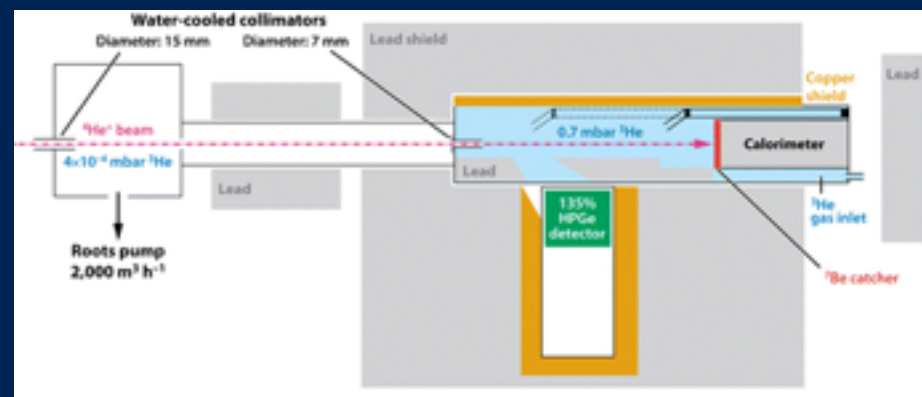 Water-cooled collimators
Diameter: 15 mm
Diameter: 7 mm
Lead shield
Copper
shield
Lead
⁴He⁺ beam
0.7 mbar ³He
Calorimeter
4×10⁻⁴ mbar ³He
Lead
Lead
135%
HPGe
detector
³He
gas inlet
Roots pump
2,000 m³ h⁻¹
⁷Be catcher